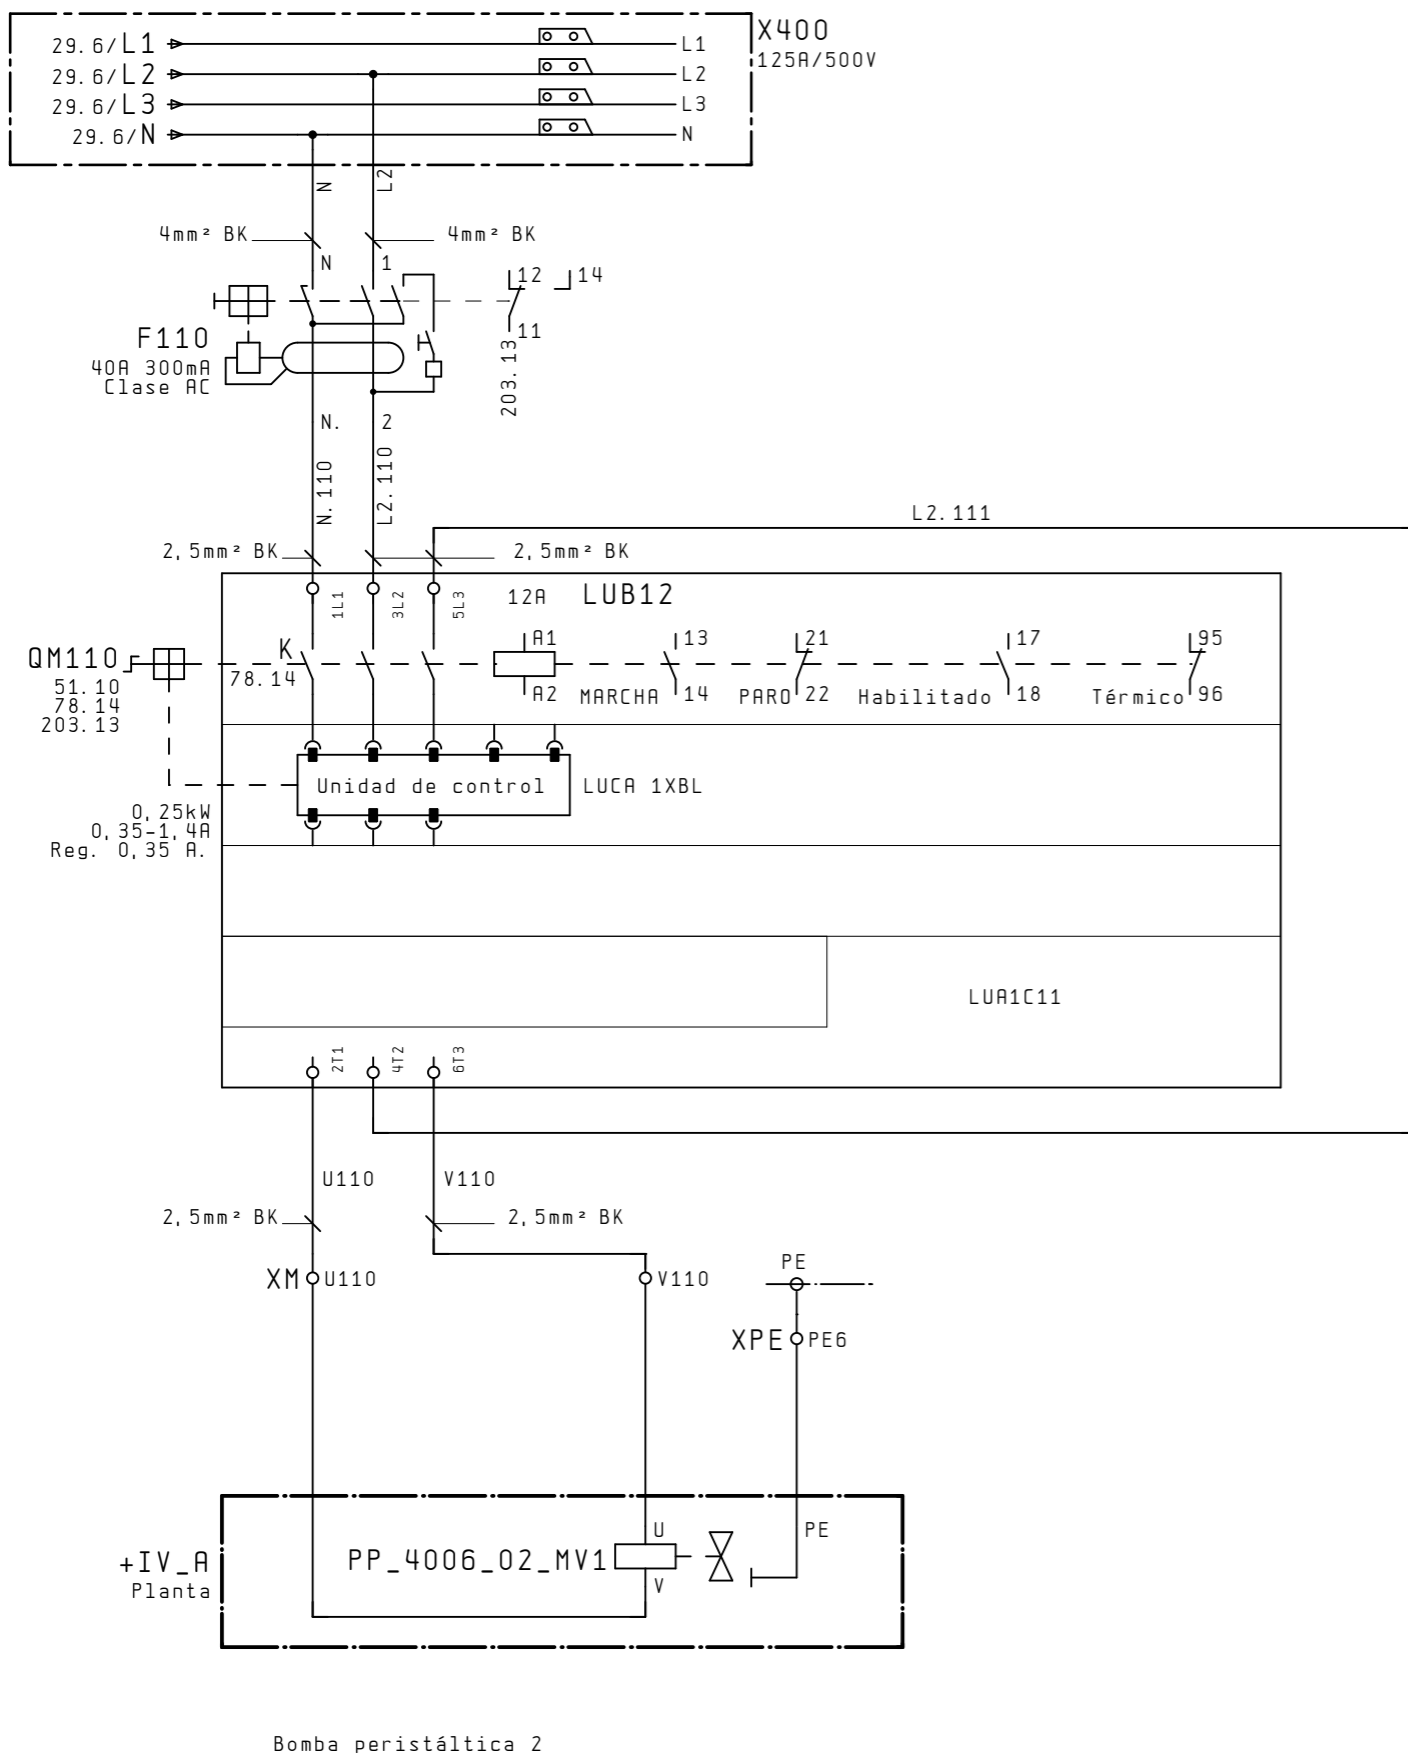 X400
29.6/L1
L1
125A/500V
29.6/L2
L2
29.6/L3
L3
29.6/N
N
N
L2
4mm² BK
4mm² BK
N
1
12
14
F110
11
40A 300mA
Clase AC
203.13
N.
2
N.110
L2.110
L2.111
2,5mm² BK
2,5mm² BK
1L1
3L2
5L3
12A
LUB12
QM110
K
A1
13
21
17
95
78.14
51.10
78.14
203.13
A2
MARCHA
14
PARO
22
Habilitado
18
Térmico
96
Unidad de control
LUCA 1XBL
0,25kW
0,35-1,4A
Reg. 0,35 A.
LUA1C11
2T1
4T2
6T3
U110
V110
2,5mm² BK
2,5mm² BK
PE
XM
U110
V110
XPE
PE6
U
PE
+IV_A
PP_4006_02_MV1
Planta
V
Bomba peristáltica 2